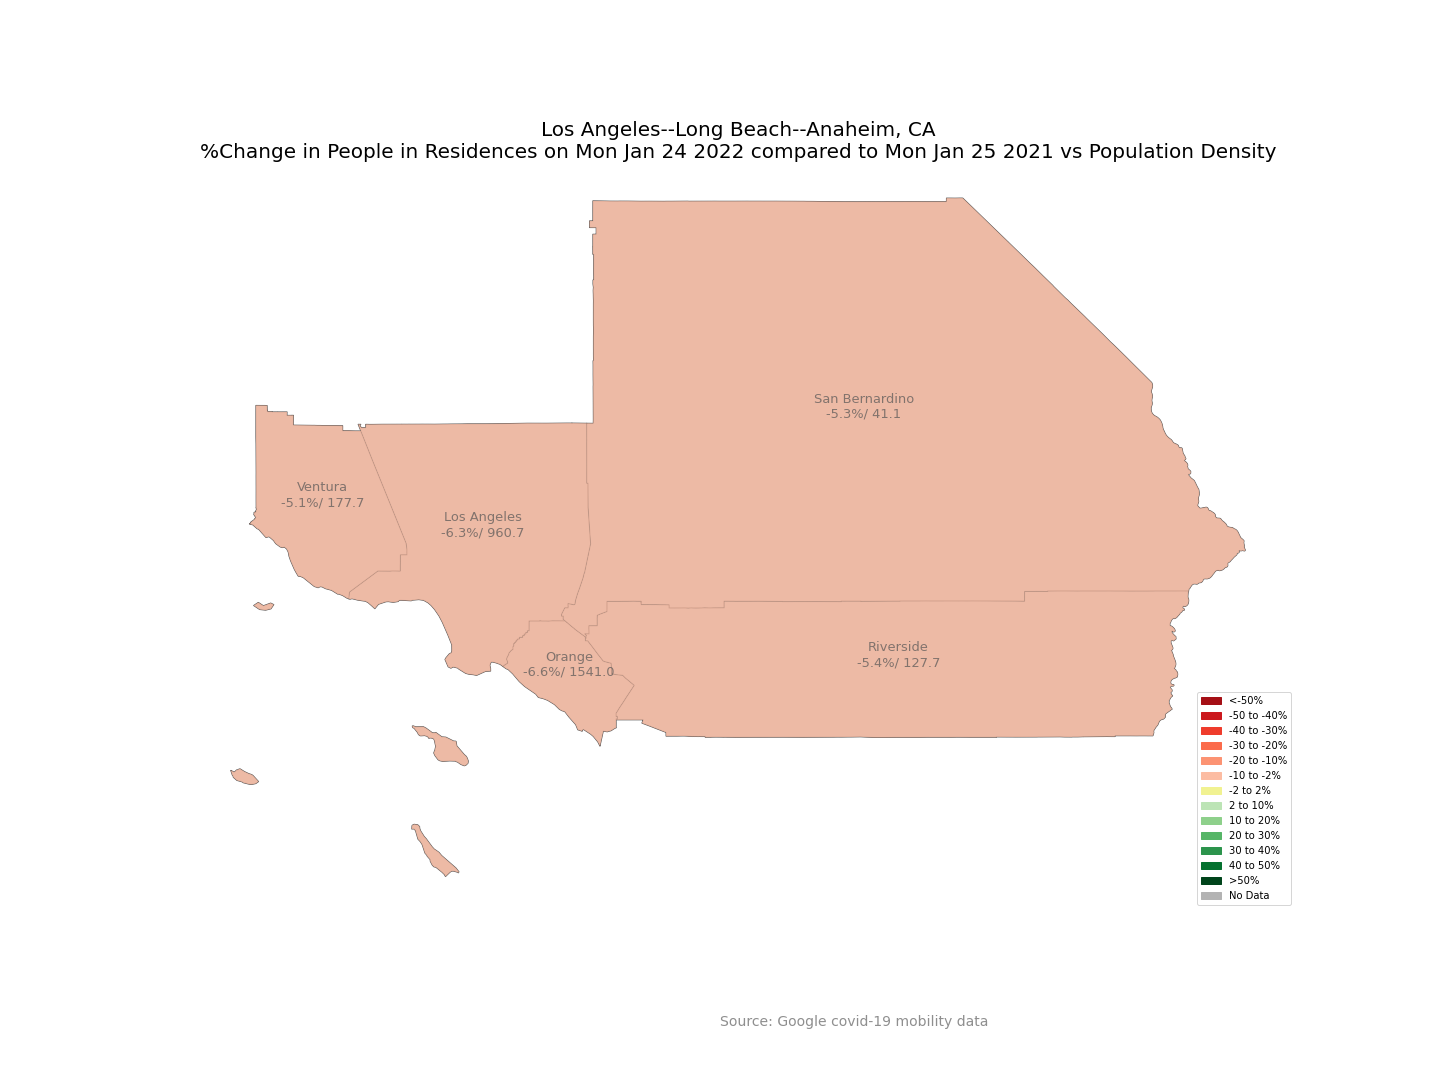 Los Angeles--Long Beach--Anaheim, CA
%Change in People in Residences on Mon Jan 24 2022 compared to Mon Jan 25 2021 vs Population Density
San Bernardino
-5.3%/ 41.1
Ventura
-5.1%/ 177.7
Los Angeles
-6.3%/ 960.7
Orange
-6.6%/ 1541.0
Riverside
-5.4%/ 127.7
<-50%
-50 to -40%
-40 to -30%
-30 to -20%
-20 to -10%
-10 to -2%
-2 to 2%
2 to 10%
10 to 20%
20 to 30%
30 to 40%
40 to 50%
>50%
No Data
Source: Google covid-19 mobility data